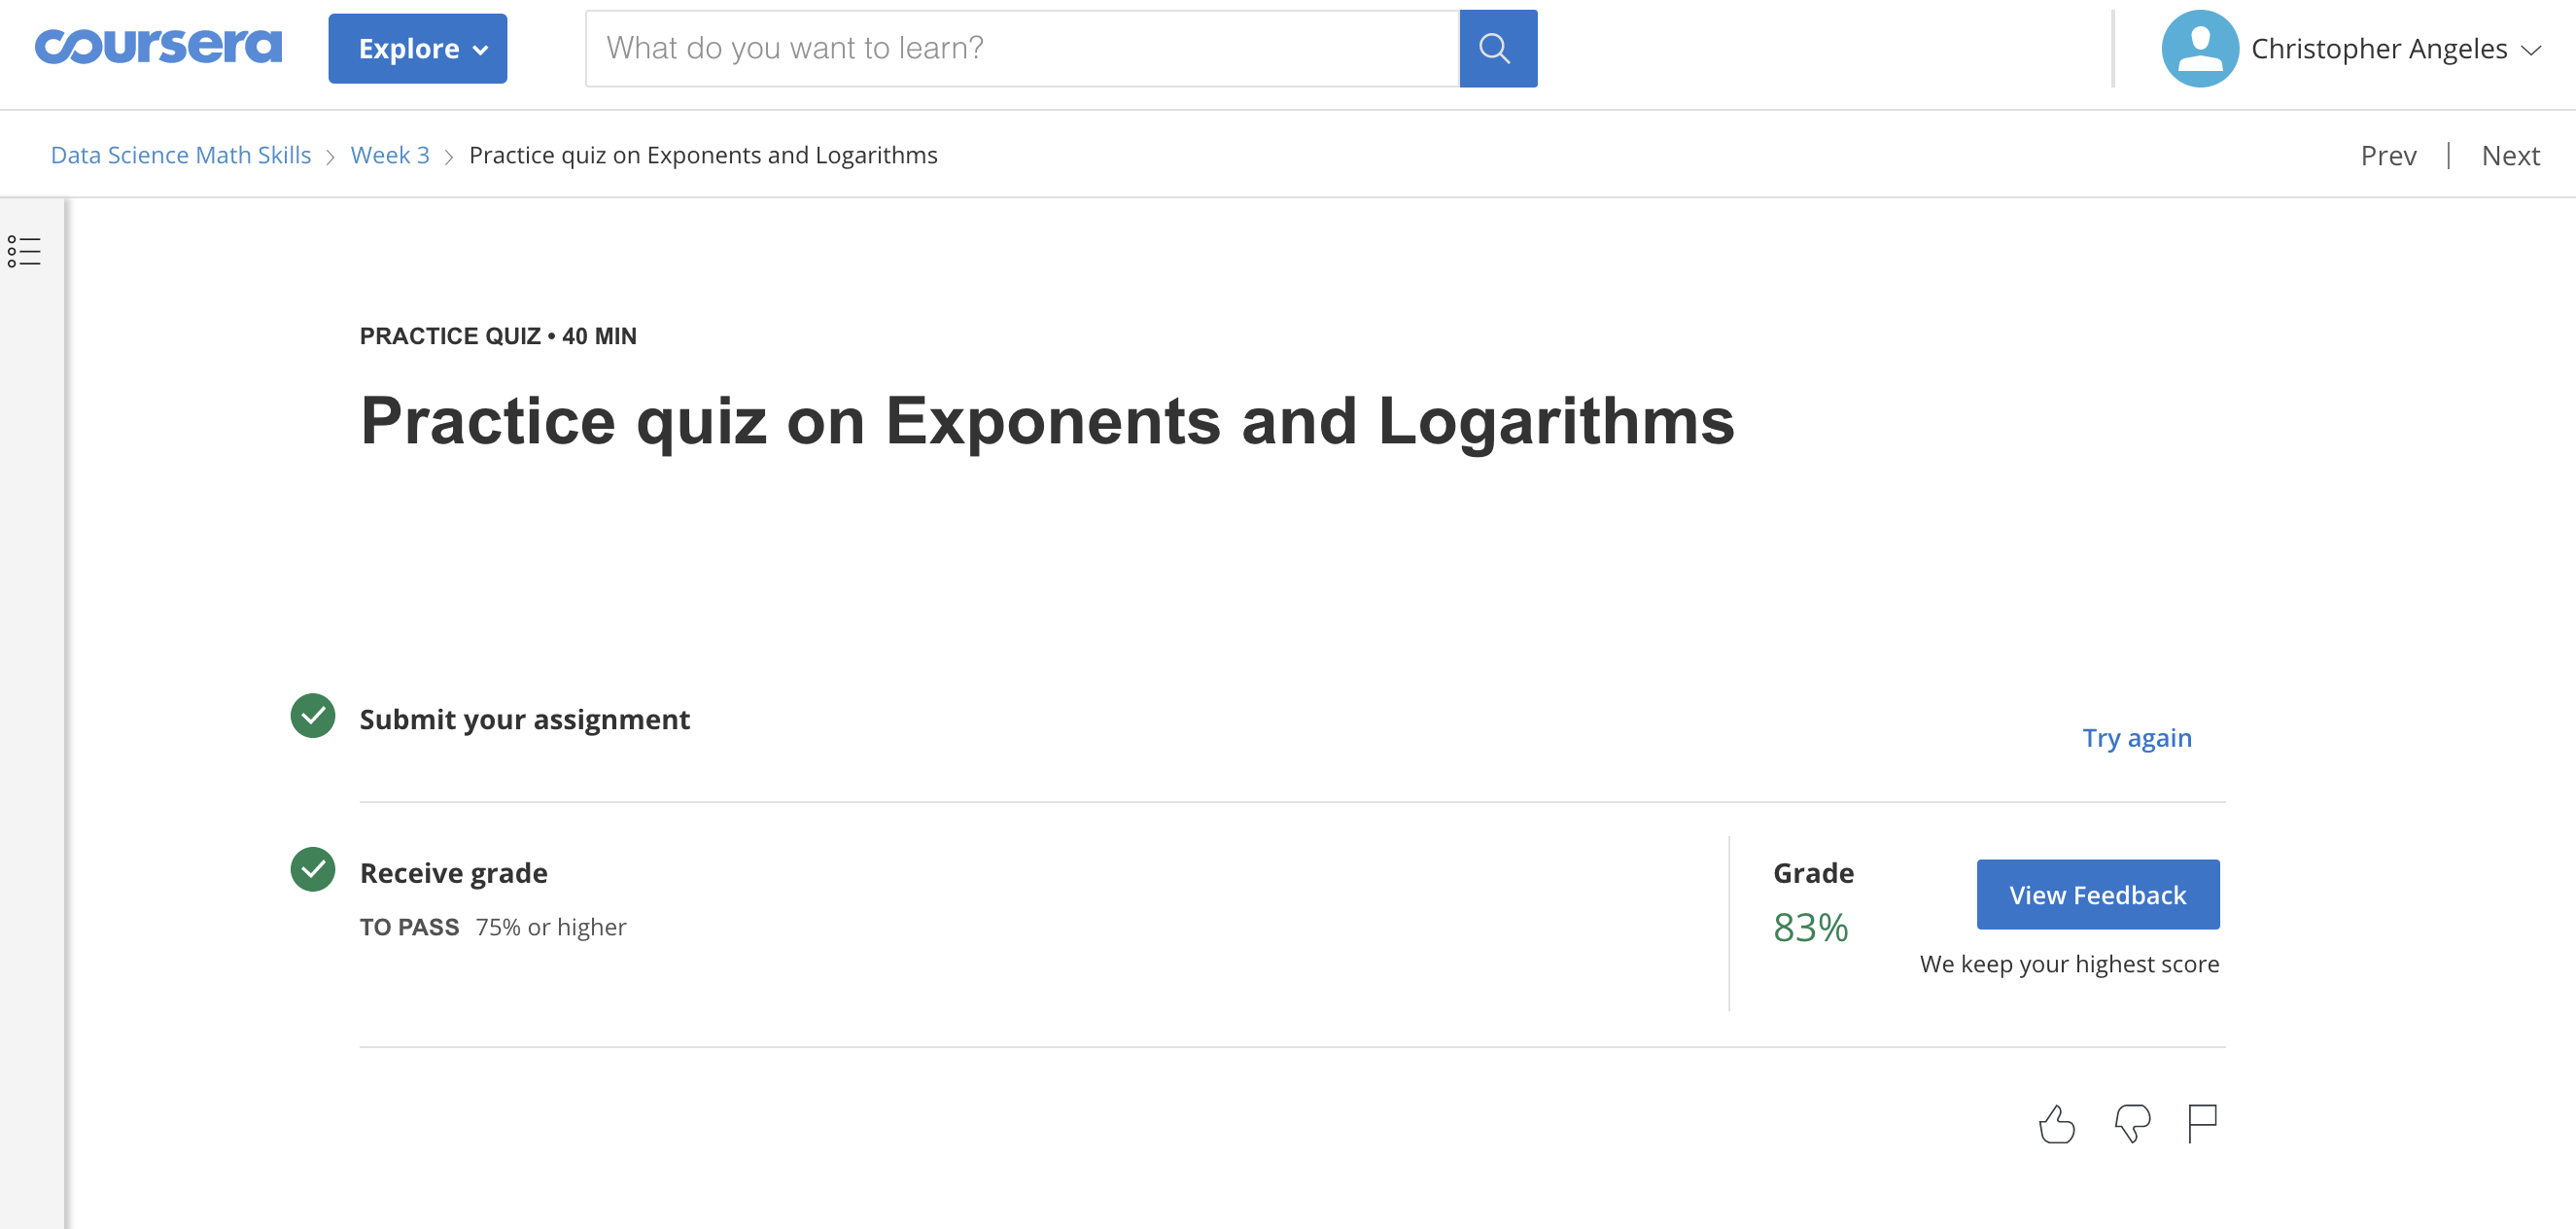 coursera
Explore
What do you want to learn?
Christopher Angeles
Data Science Math Skills > Week 3 > Practice quiz on Exponents and Logarithms
Prev | Next
PRACTICE QUIZ • 40 MIN
Practice quiz on Exponents and Logarithms
Submit your assignment
Try again
Receive grade
TO PASS 75% or higher
Grade
83%
View Feedback
We keep your highest score